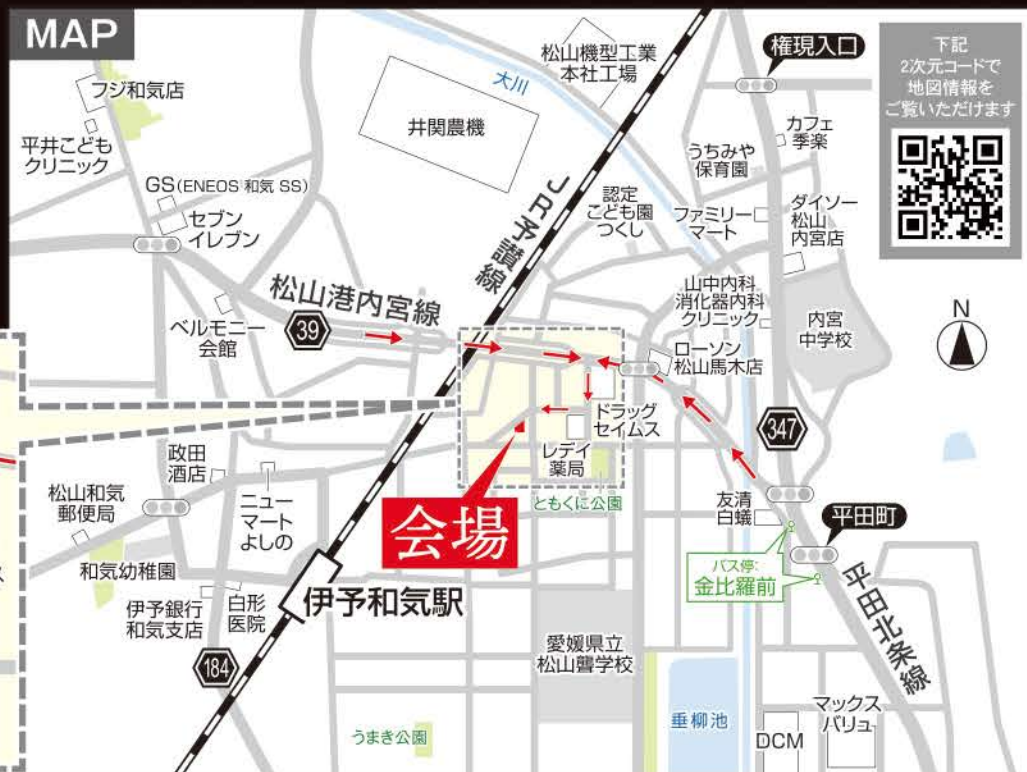 MAP
フジ和気店
平井こども
クリニック
GS(ENEOS 和気 SS)
セブン
イレブン
ベルモニー
会館
松山港内宮線
39
井関農機
大川
松山機型工業
本社工場
JR予讃線
認定
こども園
つくし
権現入口
カフェ
季楽
うちみや
保育園
ファミリー
マート
ダイソー
松山
内宮店
山中内科
消化器内科
クリニック
内宮
中学校
ローソン
松山馬木店
下記
2次元コードで
地図情報を
ご覧いただけます
N
347
ドラッグ
セイムス
レデイ
薬局
ともくに公園
会場
友清
白蟻
平田町
バス停:
金比羅前
平田北条線
政田
酒店
松山和気
郵便局
ニュー
マート
よしの
和気幼稚園
伊予銀行
和気支店
白形
医院
伊予和気駅
184
愛媛県立
松山聾学校
うまき公園
垂柳池
DCM
マックス
バリュ